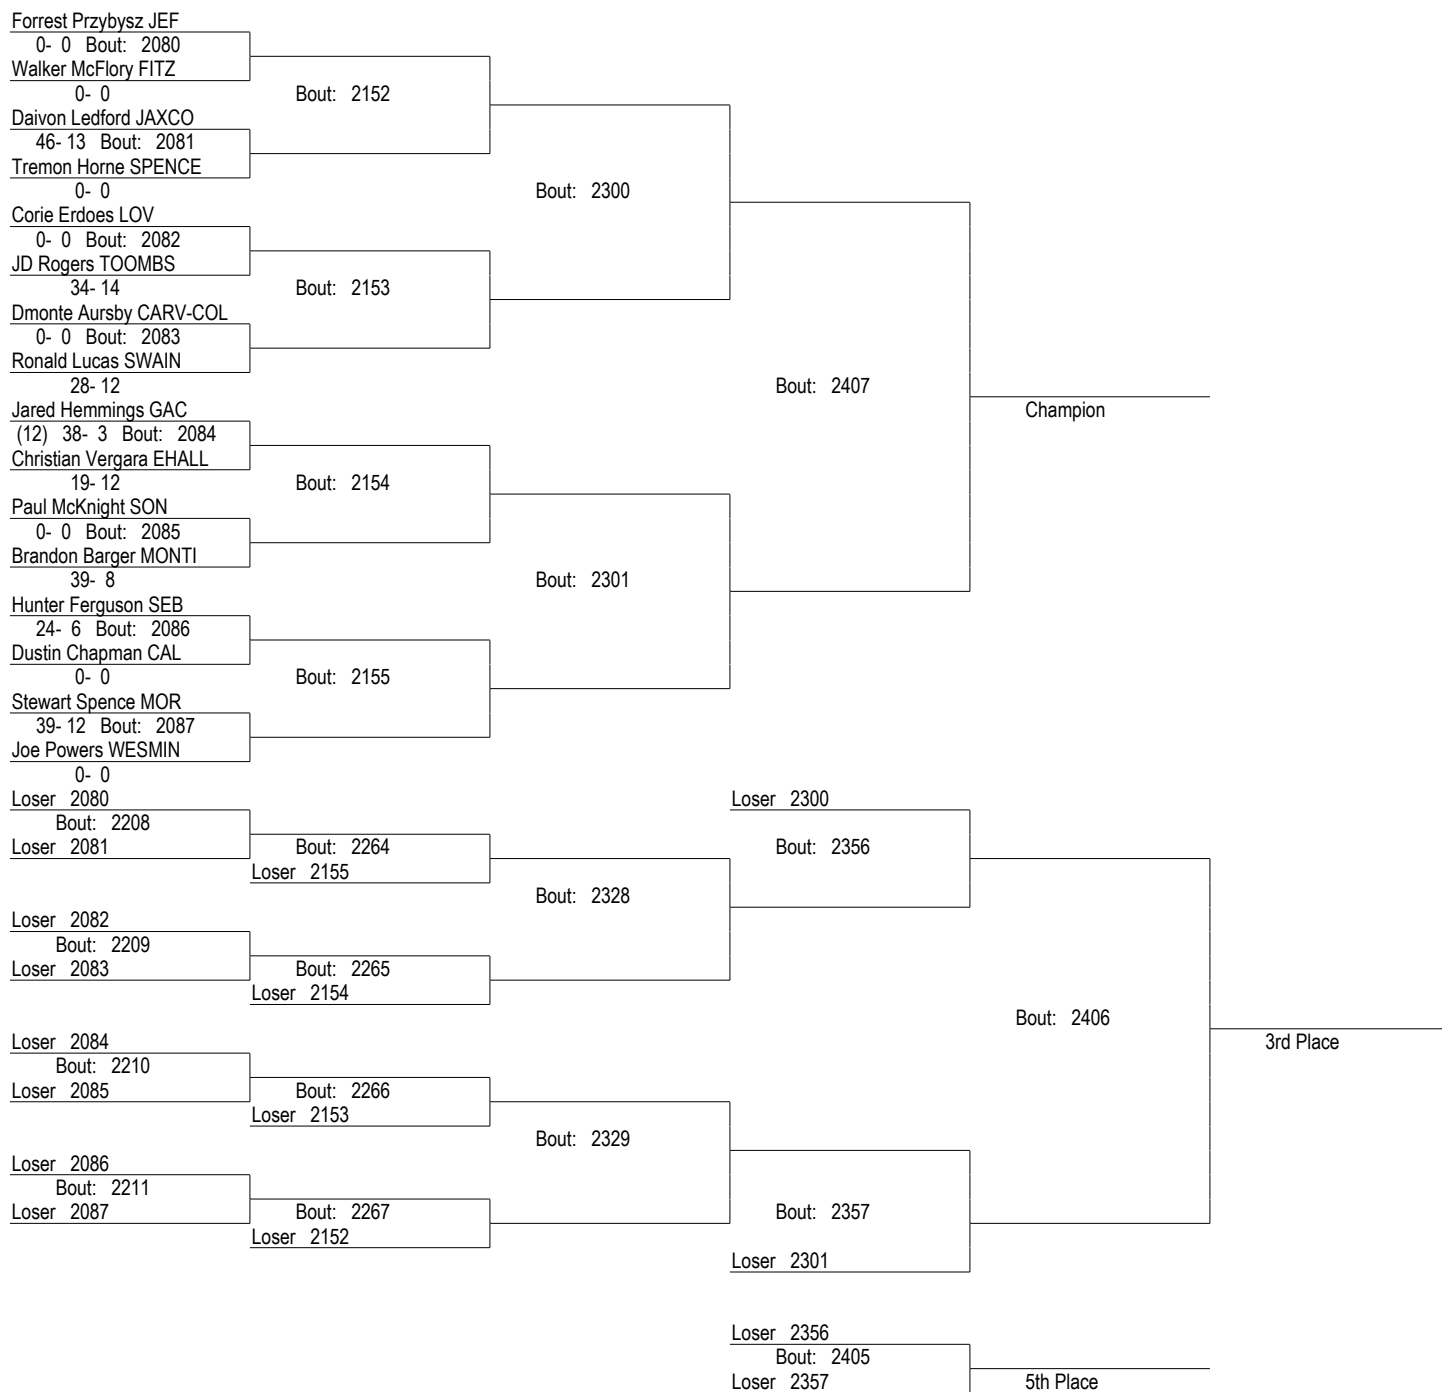 Forrest Przybysz JEF
0- 0 Bout: 2080
Walker McFlory FITZ
0- 0 Bout: 2152
Daivon Ledford JAXCO
46- 13 Bout: 2081
Tremon Horne SPENCE
0- 0 Bout: 2300
Corie Erdoes LOV
0- 0 Bout: 2082
JD Rogers TOOMBS
34- 14 Bout: 2153
Dmonte Aursby CARV-COL
0- 0 Bout: 2083
Ronald Lucas SWAIN
28- 12 Bout: 2407
Jared Hemmings GAC Champion
(12) 38- 3 Bout: 2084
Christian Vergara EHALL
19- 12 Bout: 2154
Paul McKnight SON
0- 0 Bout: 2085
Brandon Barger MONTI
39- 8 Bout: 2301
Hunter Ferguson SEB
24- 6 Bout: 2086
Dustin Chapman CAL
0- 0 Bout: 2155
Stewart Spence MOR
39- 12 Bout: 2087
Joe Powers WESMIN
0- 0
Loser 2080 Loser 2300
Bout: 2208
Loser 2081 Bout: 2264 Bout: 2356
Loser 2155
Bout: 2328
Loser 2082
Bout: 2209
Loser 2083 Bout: 2265
Loser 2154
Bout: 2406
Loser 2084 3rd Place
Bout: 2210
Loser 2085 Bout: 2266
Loser 2153
Bout: 2329
Loser 2086
Bout: 2211
Loser 2087 Bout: 2267 Bout: 2357
Loser 2152
Loser 2301
Loser 2356
Bout: 2405
Loser 2357 5th Place